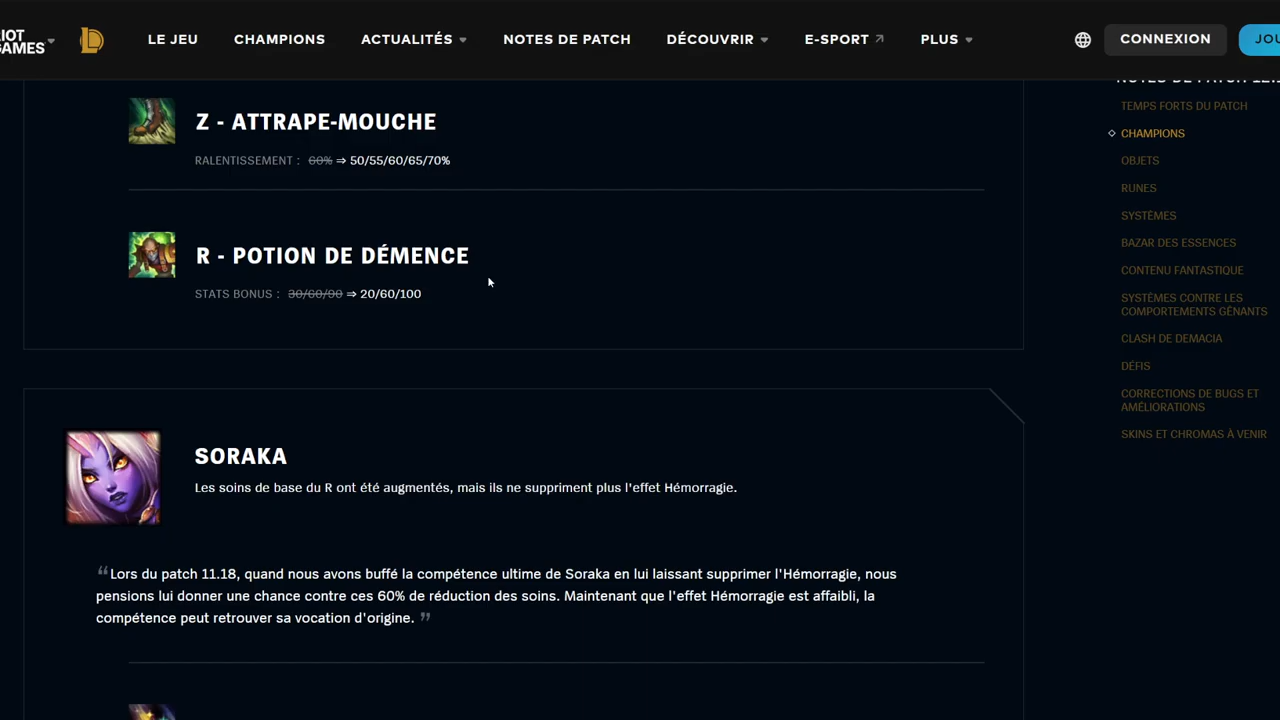 RIOT
GAMES
LE JEU
CHAMPIONS
ACTUALITÉS
NOTES DE PATCH
DÉCOUVRIR
E-SPORT
PLUS
CONNEXION
Z - ATTRAPE-MOUCHE
RALENTISSEMENT : 60% ⇒ 50/55/60/65/70%
R - POTION DE DÉMENCE
STATS BONUS : 30/60/90 ⇒ 20/60/100
SORAKA
Les soins de base du R ont été augmentés, mais ils ne suppriment plus l'effet Hémorragie.
“Lors du patch 11.18, quand nous avons buffé la compétence ultime de Soraka en lui laissant supprimer l'Hémorragie, nous
pensions lui donner une chance contre ces 60% de réduction des soins. Maintenant que l'effet Hémorragie est affaibli, la
compétence peut retrouver sa vocation d'origine. ”
NOTES DE PATCH
TEMPS FORTS DU PATCH
CHAMPIONS
OBJETS
RUNES
SYSTÈMES
BAZAR DES ESSENCES
CONTENU FANTASTIQUE
SYSTÈMES CONTRE LES
COMPORTEMENTS GÊNANTS
CLASH DE DEMACIA
DÉFIS
CORRECTIONS DE BUGS ET
AMÉLIORATIONS
SKINS ET CHROMAS À VENIR